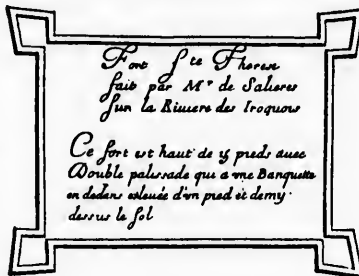 Fort Ste Therese
fait par Mr de Salieres
sur la Riuiere des Iroquois
Ce fort est haut de 15 pieds auec
Double palissade qui a vne Banquette
en dedans esleuée d'vn pied et demy
dessus le sol